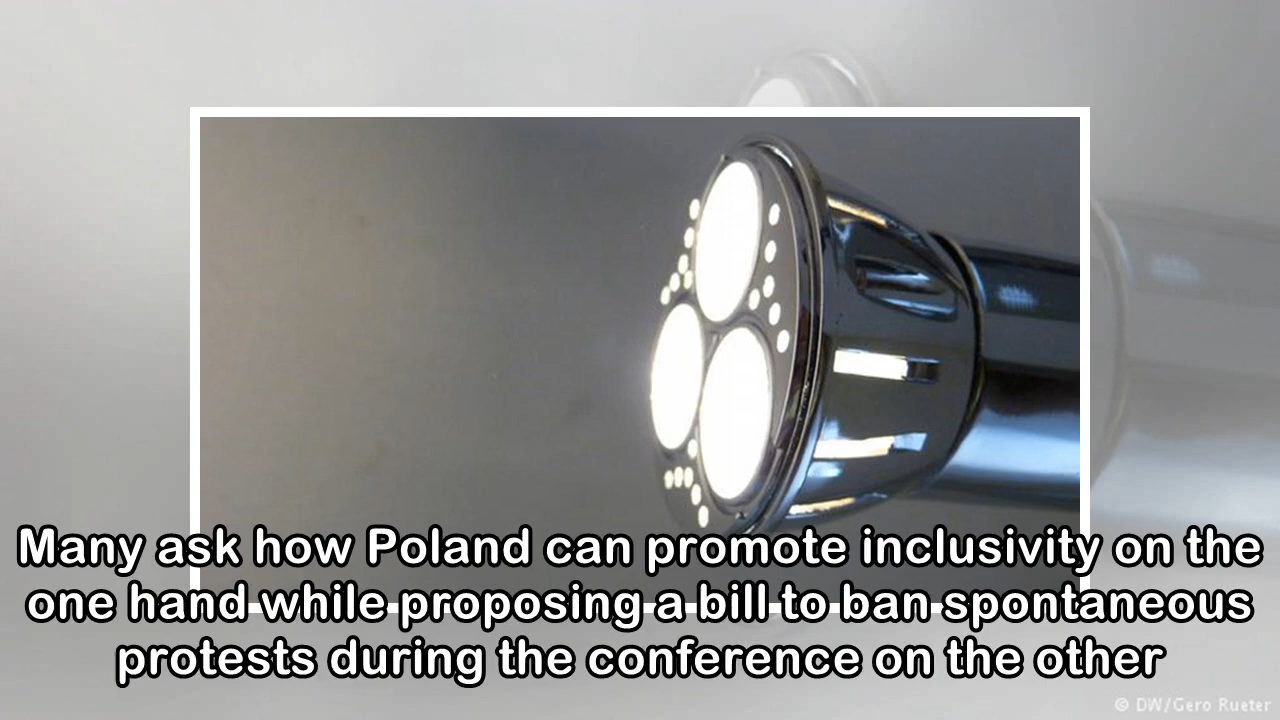 Many ask how Poland can promote inclusivity on the
one hand while proposing a bill to ban spontaneous
protests during the conference on the other
© DW/Gero Rueter